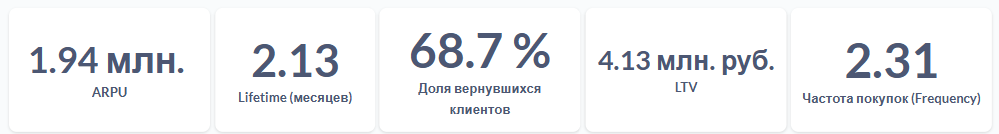 1.94 млн.
ARPU
2.13
Lifetime (месяцев)
68.7 %
Доля вернувшихся
клиентов
4.13 млн. руб.
LTV
2.31
Частота покупок (Frequency)